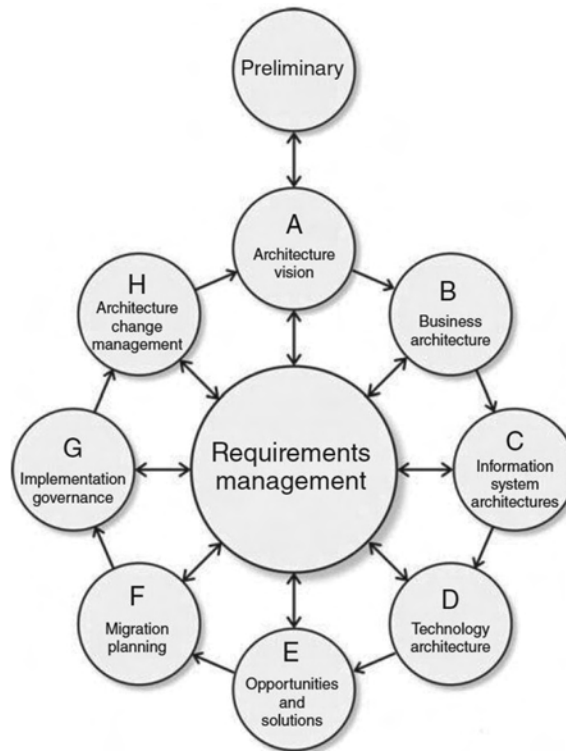 Preliminary
A
Architecture
vision
B
Business
architecture
C
Information
system
architectures
D
Technology
architecture
E
Opportunities
and
solutions
F
Migration
planning
G
Implementation
governance
H
Architecture
change
management
Requirements
management